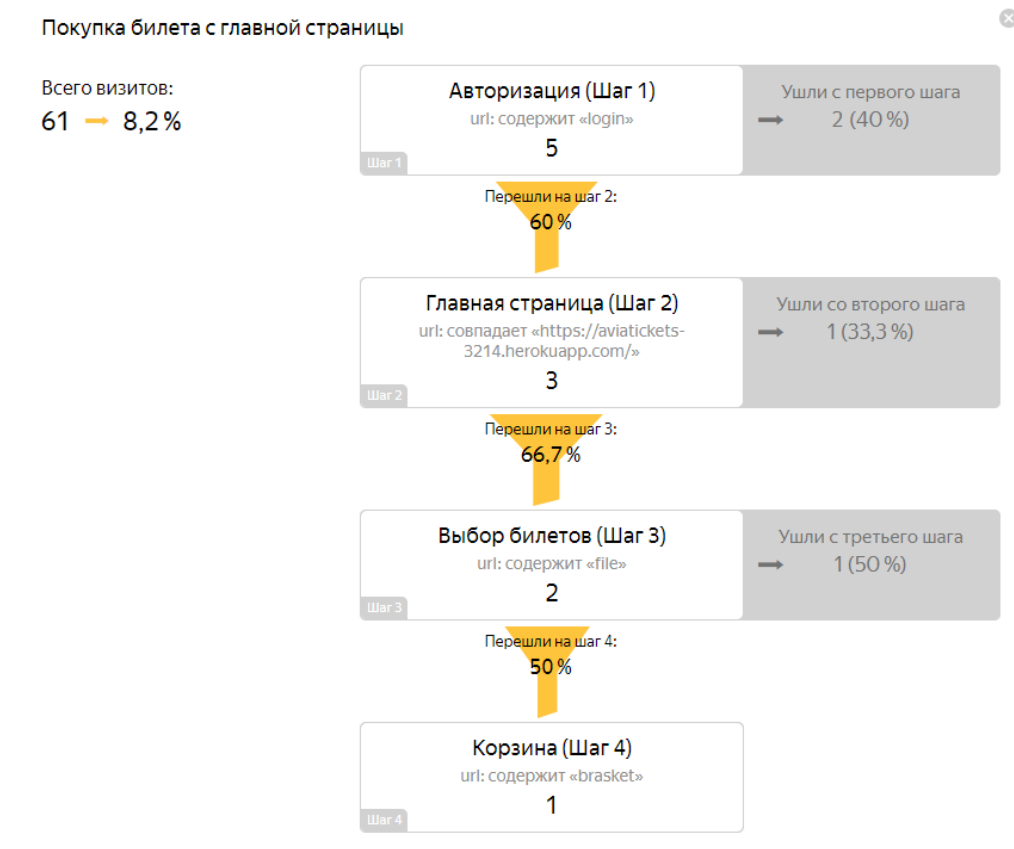 Покупка билета с главной страницы
Всего визитов:
61 → 8,2 %
Авторизация (Шаг 1)
url: содержит «login»
5
Шаг 1
Ушли с первого шага
→ 2 (40 %)
Перешли на шаг 2:
60 %
Главная страница (Шаг 2)
url: совпадает «https://aviatickets-
3214.herokuapp.com/»
3
Шаг 2
Ушли со второго шага
→ 1 (33,3 %)
Перешли на шаг 3:
66,7 %
Выбор билетов (Шаг 3)
url: содержит «file»
2
Шаг 3
Ушли с третьего шага
→ 1 (50 %)
Перешли на шаг 4:
50 %
Корзина (Шаг 4)
url: содержит «brasket»
1
Шаг 4